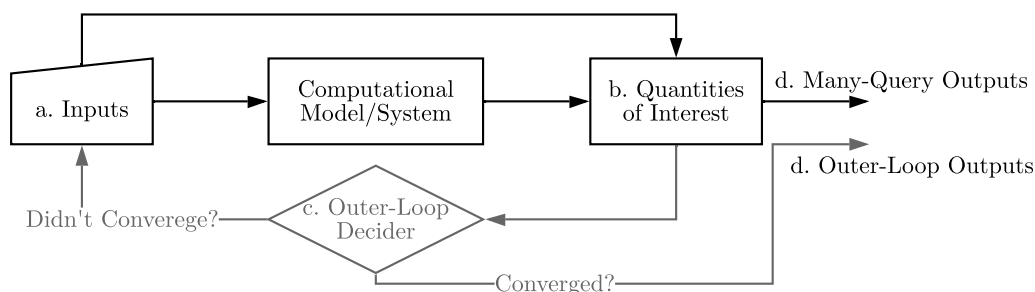 a. Inputs
Computational
Model/System
b. Quantities
of Interest
d. Many-Query Outputs
d. Outer-Loop Outputs
c. Outer-Loop
Decider
Didn't Converege?
Converged?